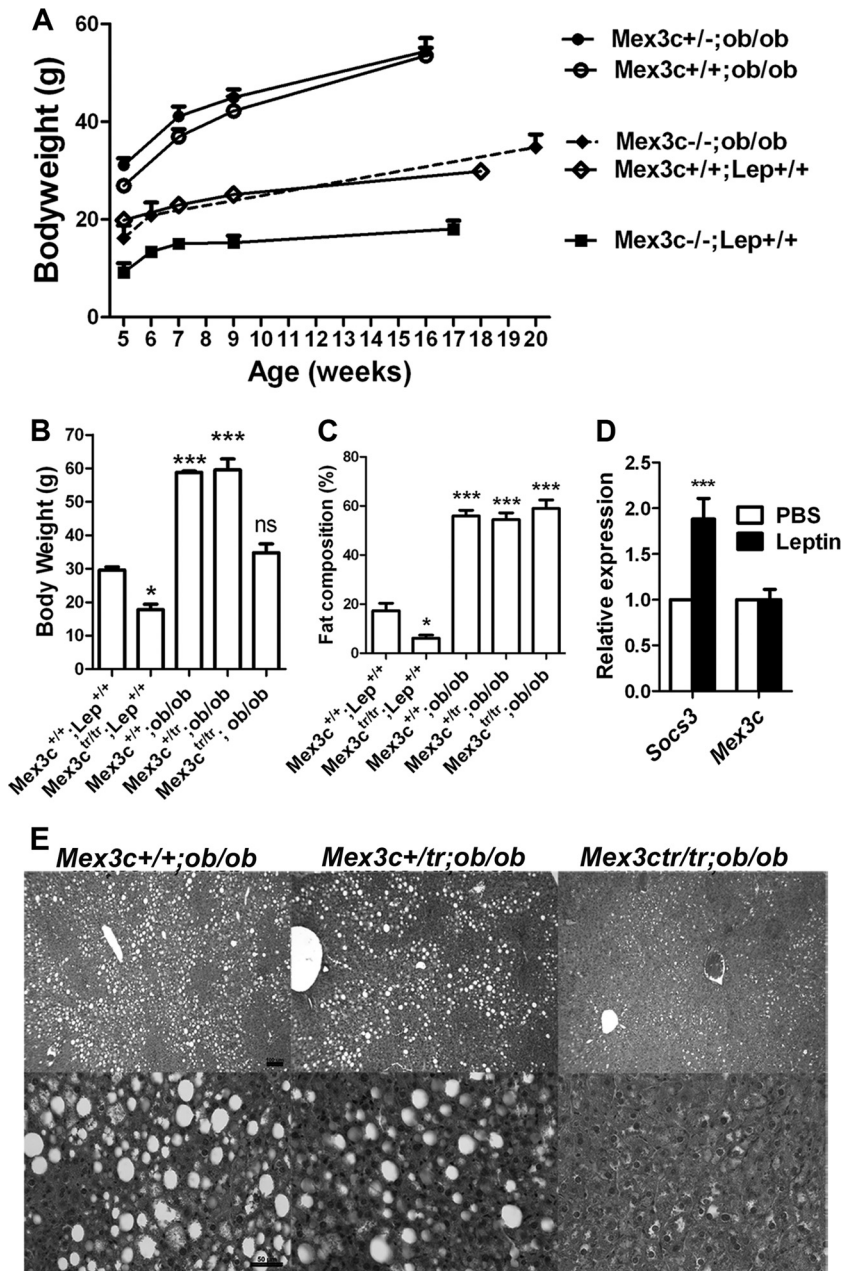 A
Bodyweight (g)
60
40
20
0
5 6 7 8 9 10 11 12 13 14 15 16 17 18 19 20
Age (weeks)
Mex3c+/-;ob/ob
Mex3c+/+;ob/ob
Mex3c-/-;ob/ob
Mex3c+/+;Lep+/+
Mex3c-/-;Lep+/+
B
Body Weight (g)
70
60
50
40
30
20
10
0
*
***
***
ns
Mex3c+/+;Lep+/+
Mex3ctr/tr;Lep+/+
Mex3c+/+;ob/ob
Mex3c+/tr;ob/ob
Mex3ctr/tr; ob/ob
C
Fat composition (%)
80
60
40
20
0
*
***
***
***
Mex3c+/+;Lep+/+
Mex3ctr/tr;Lep+/+
Mex3c+/+;ob/ob
Mex3c+/tr;ob/ob
Mex3ctr/tr;ob/ob
D
Relative expression
2.5
2.0
1.5
1.0
0.5
0.0
***
PBS
Leptin
Socs3
Mex3c
E
Mex3c+/+;ob/ob
Mex3c+/tr;ob/ob
Mex3ctr/tr;ob/ob
50 µm